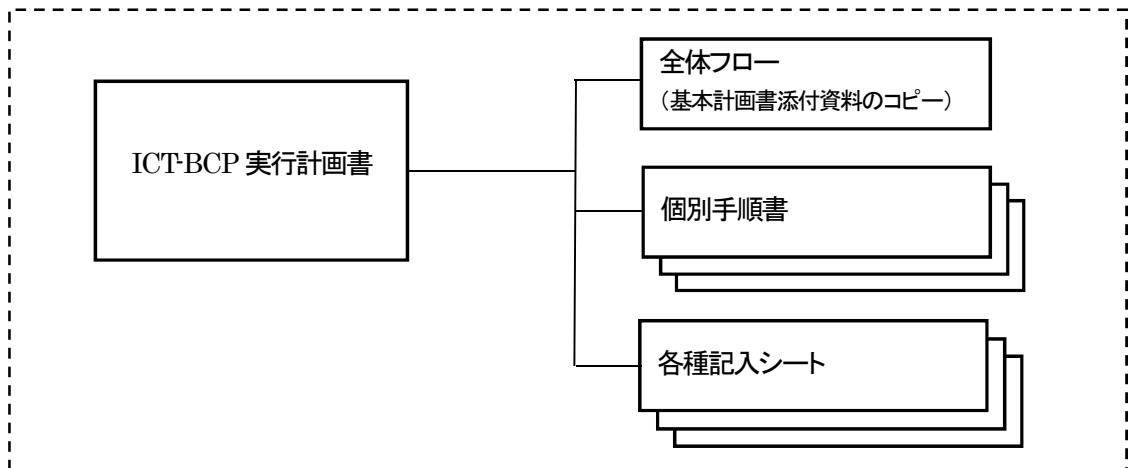 ICT-BCP 実行計画書
全体フロー
（基本計画書添付資料のコピー）
個別手順書
各種記入シート